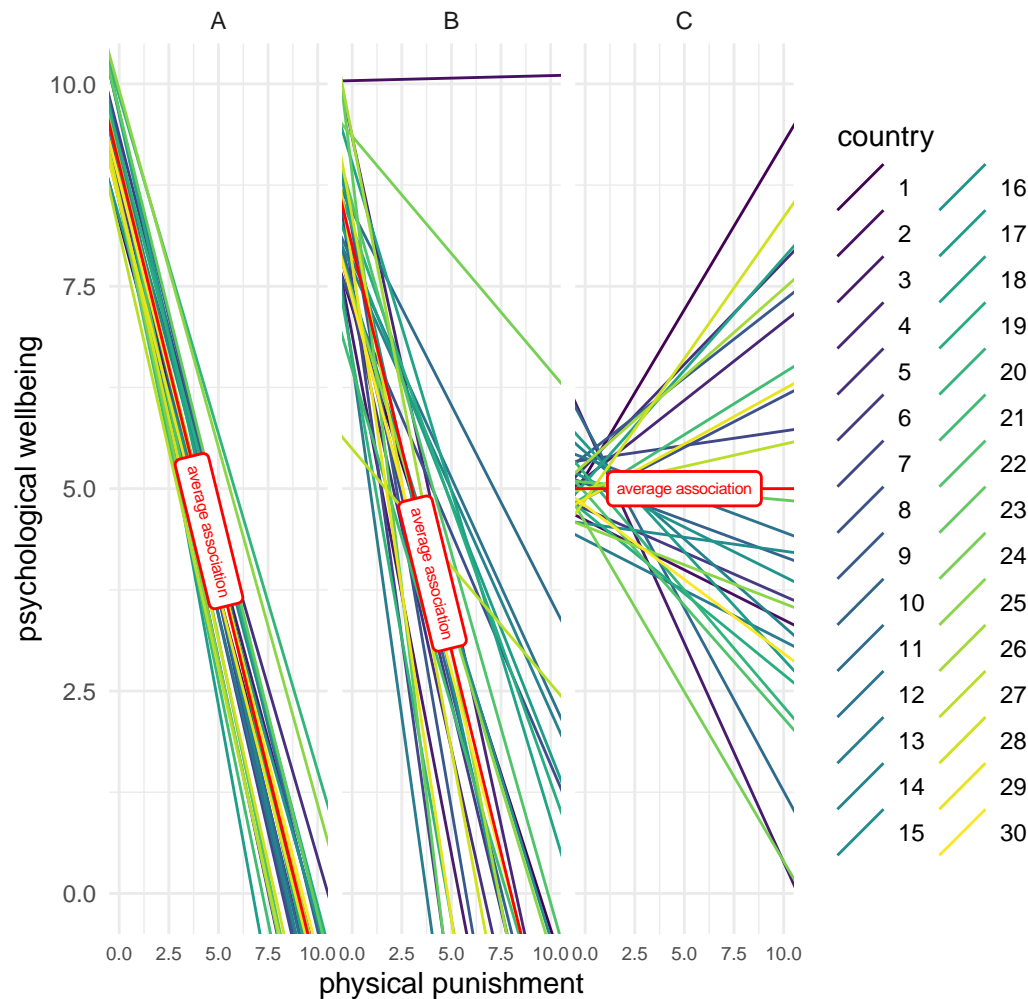 A B C
psychological wellbeing
10.0
7.5
5.0
2.5
0.0
average association
average association
average association
0.0 2.5 5.0 7.5 10.0 0.0 2.5 5.0 7.5 10.0 0.0 2.5 5.0 7.5 10.0
physical punishment
country
1 16
2 17
3 18
4 19
5 20
6 21
7 22
8 23
9 24
10 25
11 26
12 27
13 28
14 29
15 30